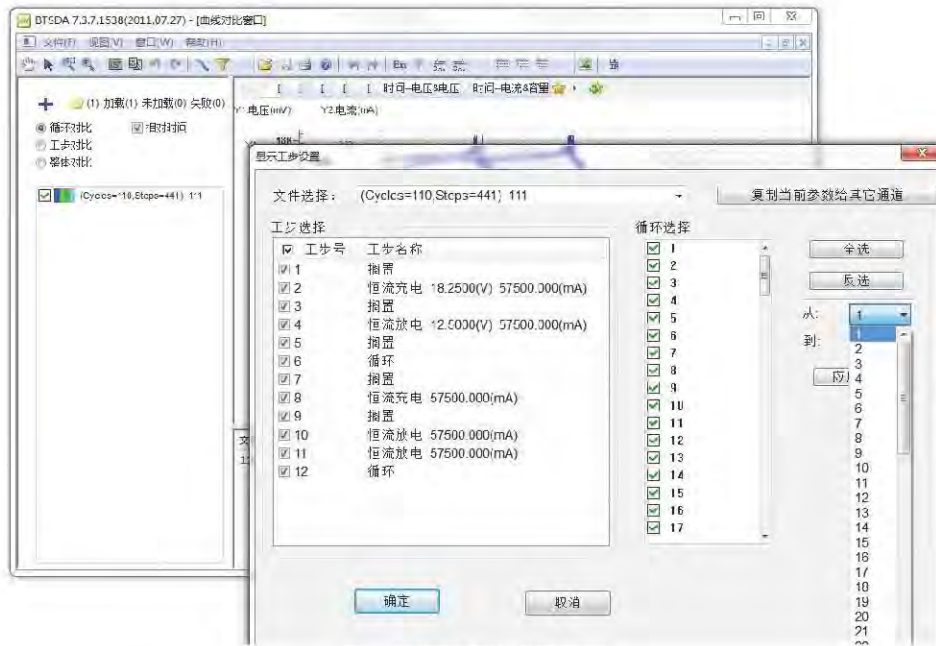 BTSDA 7.3.7.1538(2011.07.27) - [曲线对比窗口]
文件(F) 视图(V) 窗口(W) 帮助(H)
(1) 加载(1) 未加载(0) 失败(0)
时间-电压&电压 时间-电流&容量
电压(mV) Y2.电流(mA)
循环对比 相对时间
工步对比
整体对比
(Cycles=110,Steps=441) 111
显示工步设置
文件选择: (Cycles=110,Steps=441) 111
复制当前参数给其它通道
工步选择
工步号 工步名称
1 搁置
2 恒流充电 18.2500(V) 57500.000(mA)
3 搁置
4 恒流放电 12.5000(V) 57500.000(mA)
5 搁置
6 循环
7 搁置
8 恒流充电 57500.000(mA)
9 搁置
10 恒流放电 57500.000(mA)
11 恒流放电 57500.000(mA)
12 循环
循环选择
1
2
3
4
5
6
7
8
9
10
11
12
13
14
15
16
17
全选
反选
从: 1
到:
应
1
2
3
4
5
6
7
8
9
10
11
12
13
14
15
16
17
18
19
20
21
确定
取消